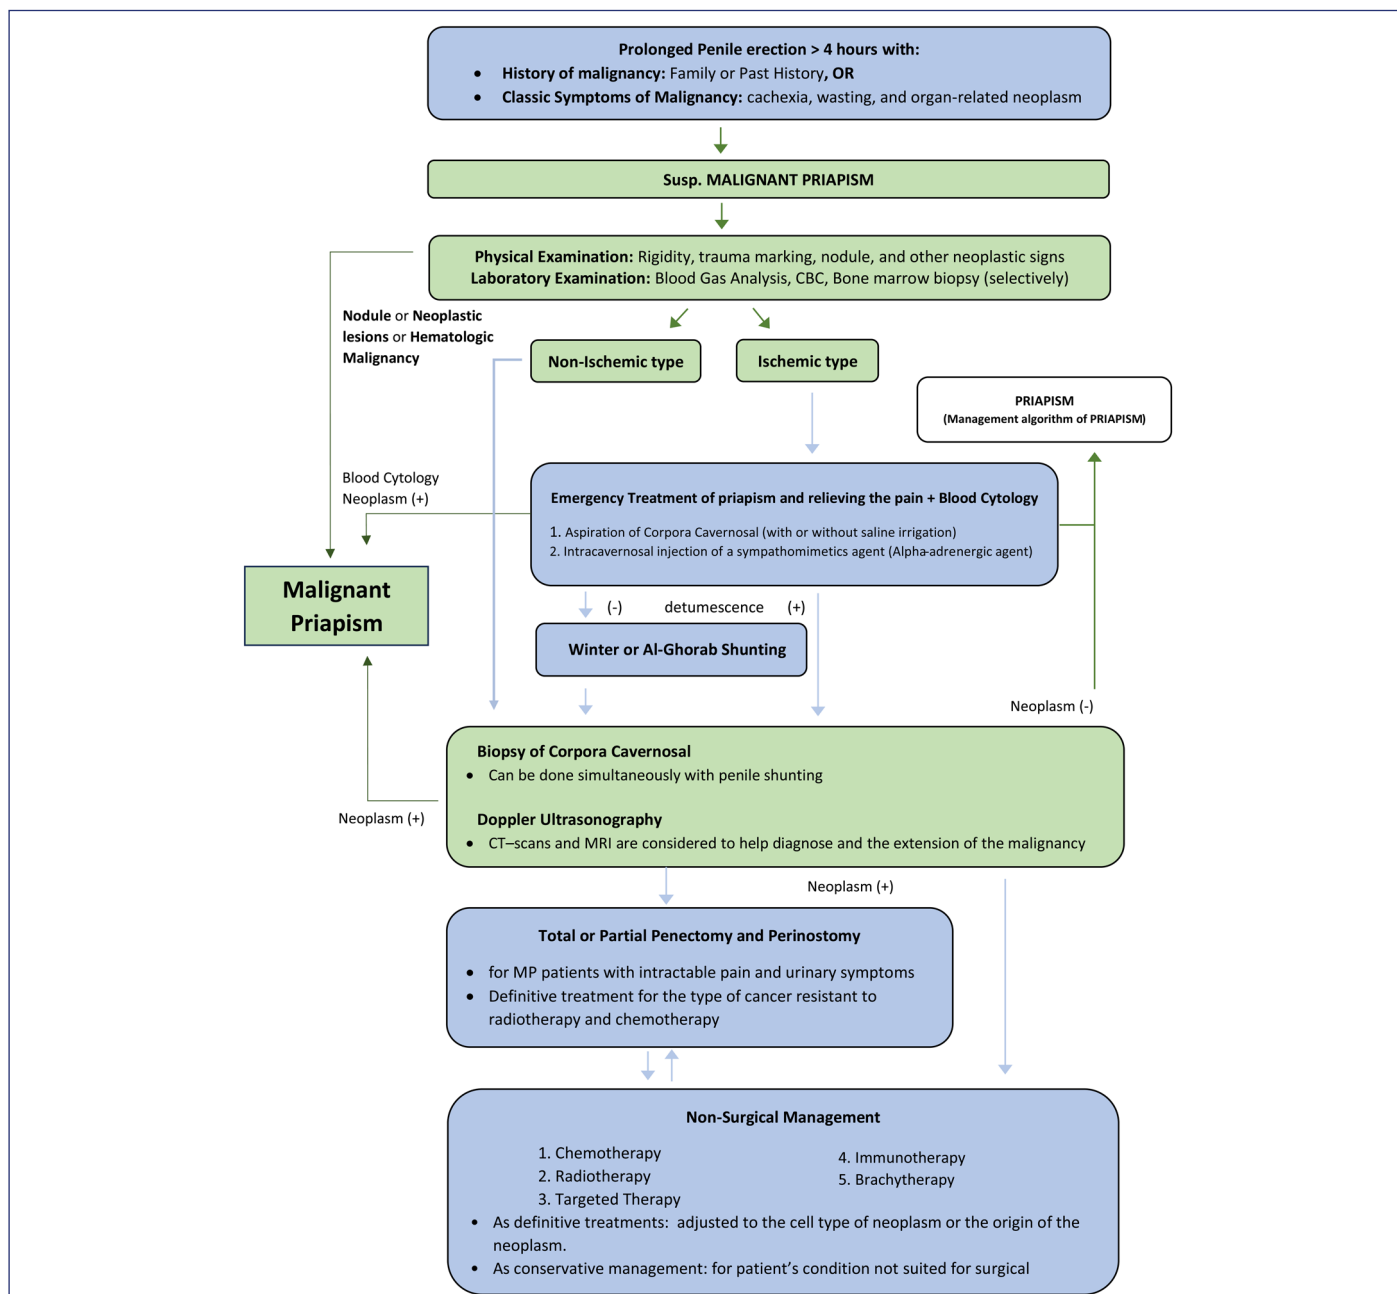 Prolonged Penile erection > 4 hours with:
• History of malignancy: Family or Past History, OR
• Classic Symptoms of Malignancy: cachexia, wasting, and organ-related neoplasm
Susp. MALIGNANT PRIAPISM
Physical Examination: Rigidity, trauma marking, nodule, and other neoplastic signs
Laboratory Examination: Blood Gas Analysis, CBC, Bone marrow biopsy (selectively)
Nodule or Neoplastic
lesions or Hematologic
Malignancy
Non-Ischemic type
Ischemic type
PRIAPISM
(Management algorithm of PRIAPISM)
Blood Cytology
Neoplasm (+)
Emergency Treatment of priapism and relieving the pain + Blood Cytology
1. Aspiration of Corpora Cavernosal (with or without saline irrigation)
2. Intracavernosal injection of a sympathomimetics agent (Alpha-adrenergic agent)
Malignant
Priapism
(-) detumescence (+)
Winter or Al-Ghorab Shunting
Neoplasm (-)
Biopsy of Corpora Cavernosal
• Can be done simultaneously with penile shunting
Doppler Ultrasonography
• CT–scans and MRI are considered to help diagnose and the extension of the malignancy
Neoplasm (+)
Neoplasm (+)
Total or Partial Penectomy and Perinostomy
• for MP patients with intractable pain and urinary symptoms
• Definitive treatment for the type of cancer resistant to
radiotherapy and chemotherapy
Non-Surgical Management
1. Chemotherapy
2. Radiotherapy
3. Targeted Therapy
4. Immunotherapy
5. Brachytherapy
• As definitive treatments: adjusted to the cell type of neoplasm or the origin of the
neoplasm.
• As conservative management: for patient’s condition not suited for surgical